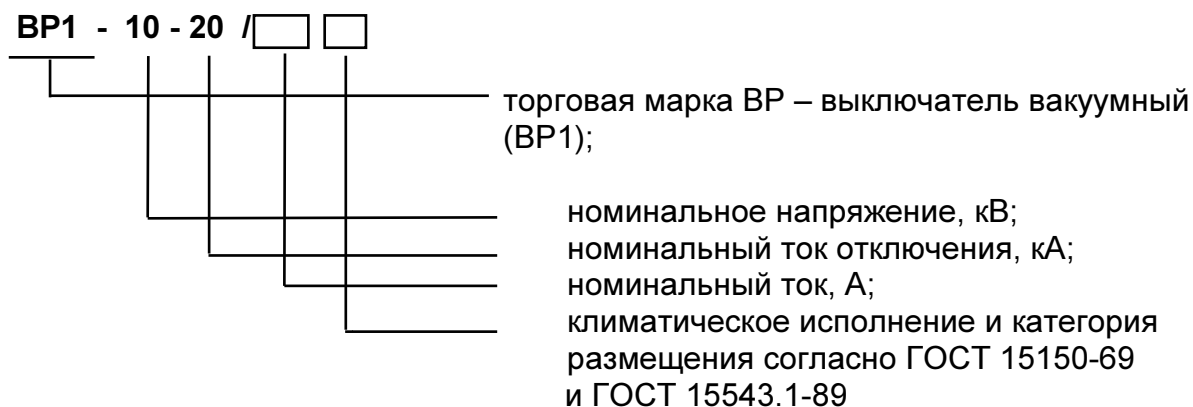 ВР1 - 10 - 20 /
торговая марка ВР – выключатель вакуумный
(ВР1);
номинальное напряжение, кВ;
номинальный ток отключения, кА;
номинальный ток, А;
климатическое исполнение и категория
размещения согласно ГОСТ 15150-69
и ГОСТ 15543.1-89